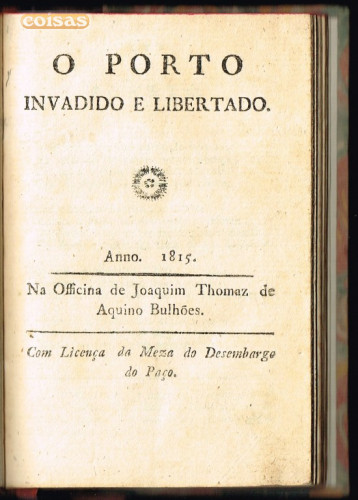 coisas
O PORTO
INVADIDO E LIBERTADO.
Anno. 1815.
Na Officina de Joaquim Thomaz de
Aquino Bulhões.
Com Licença da Meza do Desembargo
do Paço.